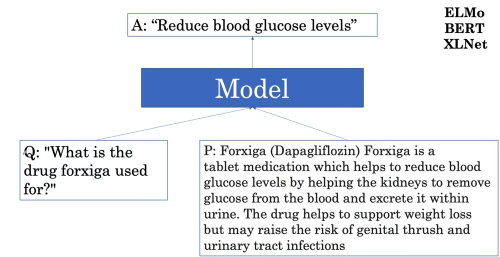 A: “Reduce blood glucose levels”
ELMo
BERT
XLNet
Model
Q: "What is the
drug forxiga used
for?"
P: Forxiga (Dapagliflozin) Forxiga is a
tablet medication which helps to reduce blood
glucose levels by helping the kidneys to remove
glucose from the blood and excrete it within
urine. The drug helps to support weight loss
but may raise the risk of genital thrush and
urinary tract infections